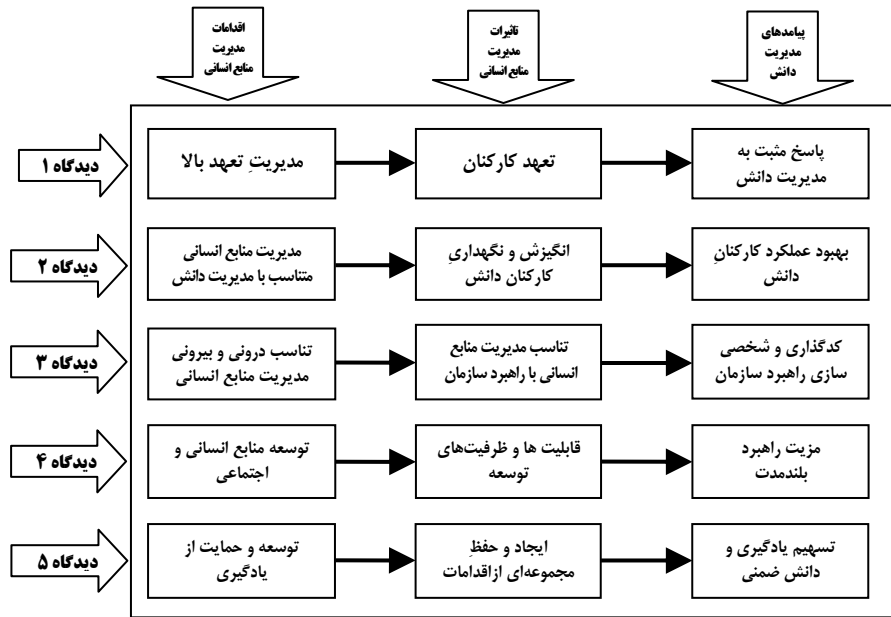 اقدامات
مدیریت
منابع انسانی
تاثیرات
مدیریت
منابع انسانی
پیامدهای
مدیریت
دانش
دیدگاه ۱
مدیریتِ تعهد بالا
تعهد کارکنان
پاسخ مثبت به
مدیریت دانش
دیدگاه ۲
مدیریت منابع انسانی
متناسب با مدیریت دانش
انگیزش و نگهداریِ
کارکنان دانش
بهبود عملکرد کارکنانِ
دانش
دیدگاه ۳
تناسب درونی و بیرونی
مدیریت منابع انسانی
تناسب مدیریت منابع
انسانی با راهبرد سازمان
کدگذاری و شخصی
سازی راهبرد سازمان
دیدگاه ۴
توسعه منابع انسانی و
اجتماعی
قابلیت ها و ظرفیت‌های
توسعه
مزیت راهبرد
بلندمدت
دیدگاه ۵
توسعه و حمایت از
یادگیری
ایجاد و حفظِ
مجموعه‌ای ازاقدامات
تسهیم یادگیری و
دانش ضمنی